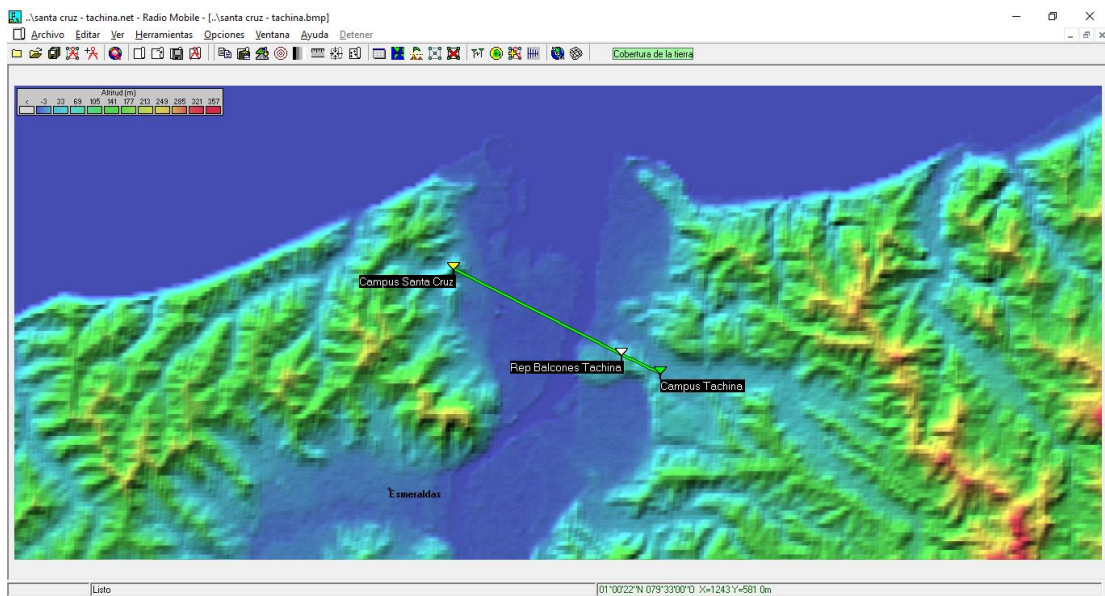 ..\santa cruz - tachina.net - Radio Mobile - [..\santa cruz - tachina.bmp]
Archivo Editar Ver Herramientas Opciones Ventana Ayuda Detener
Cobertura de la tierra
Altitud (m)
< -3 33 69 105 141 177 213 249 285 321 357
Campus Santa Cruz
Rep Balcones Tachina
Campus Tachina
Esmeraldas
Listo
01°00'22"N 079°33'00"O X=1243 Y=581 0m